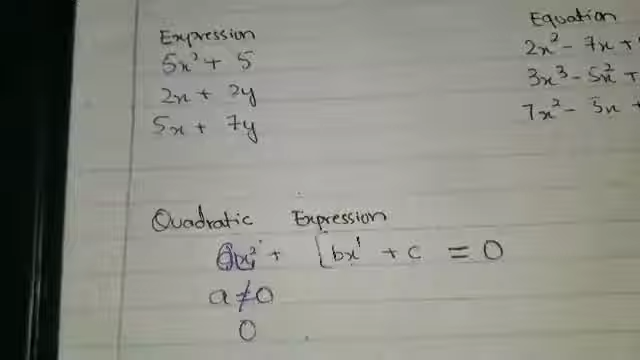 Expression
5x² + 5
2x + 2y
5x + 7y
Equation
2x² - 7x +
3x³ - 5x² +
7x² - 3x +
Quadratic Expression
ax² + [bx¹ + c = 0
a ≠ 0
0